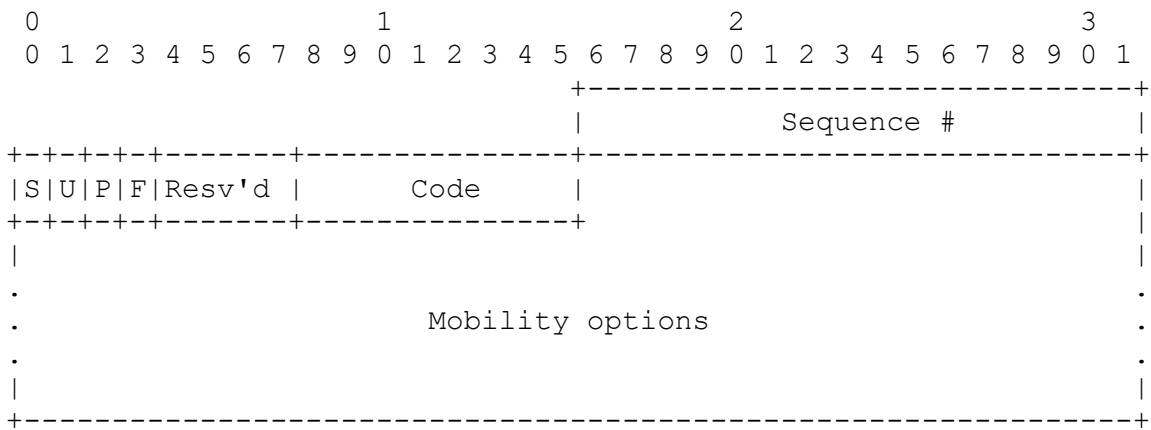 0                   1                   2                   3
 0 1 2 3 4 5 6 7 8 9 0 1 2 3 4 5 6 7 8 9 0 1 2 3 4 5 6 7 8 9 0 1
                                +-------------------------------+
                                |           Sequence #          |
+-+-+-+-+-------+---------------+-------------------------------+
|S|U|P|F|Resv'd |      Code     |                               |
+-+-+-+-+-------+---------------+                               |
|                                                               |
.                                                               .
.                       Mobility options                        .
.                                                               .
|                                                               |
+---------------------------------------------------------------+